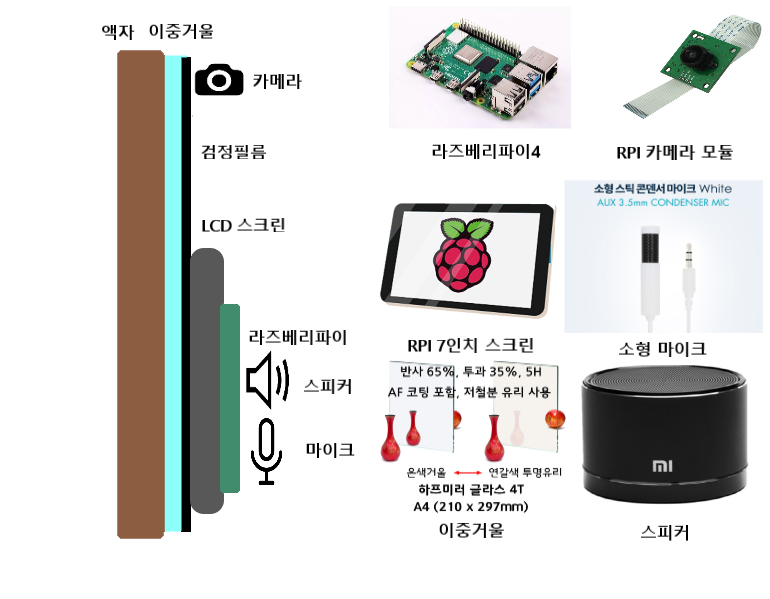 액자 이중거울
카메라
검정필름
LCD 스크린
라즈베리파이
스피커
마이크
라즈베리파이4
RPI 카메라 모듈
소형 스틱 콘덴서 마이크 White
AUX 3.5mm CONDENSER MIC
RPI 7인치 스크린
소형 마이크
반사 65%, 투과 35%, 5H
AF 코팅 포함, 저철분 유리 사용
은색거울 연갈색 투명유리
하프미러 글라스 4T
A4 (210 x 297mm)
이중거울
MI
스피커